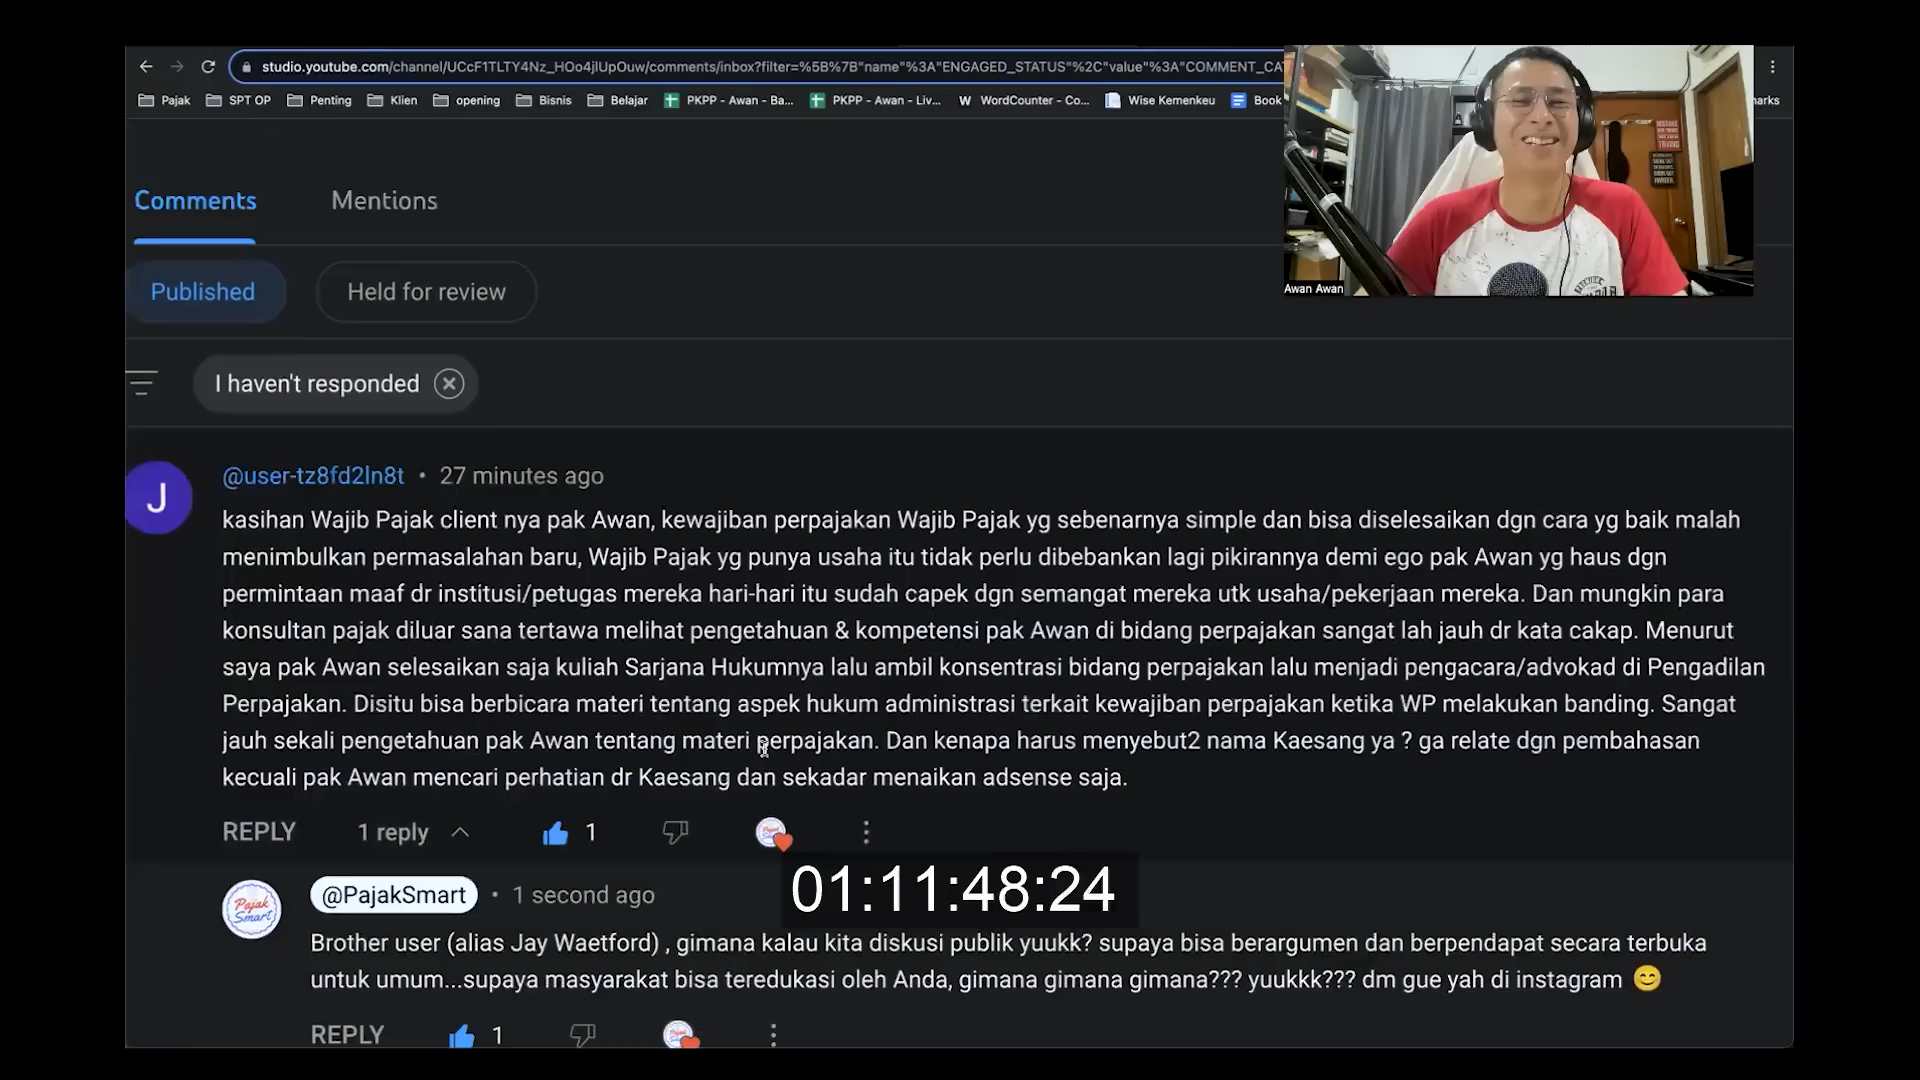 studio.youtube.com/channel/UCcF1TLTY4Nz_HOo4jlUpOuw/comments/inbox?filter=%5B%7B"name"%3A"ENGAGED_STATUS"%2C"value"%3A"COMMENT_CA
Pajak SPT OP Penting Klien opening Bisnis Belajar PKPP - Awan - Ba... PKPP - Awan - Liv... WordCounter - Co... Wise Kemenkeu Book arks
Awan Awan
Comments Mentions
Published Held for review
I haven't responded
J
@user-tz8fd2ln8t • 27 minutes ago
kasihan Wajib Pajak client nya pak Awan, kewajiban perpajakan Wajib Pajak yg sebenarnya simple dan bisa diselesaikan dgn cara yg baik malah
menimbulkan permasalahan baru, Wajib Pajak yg punya usaha itu tidak perlu dibebankan lagi pikirannya demi ego pak Awan yg haus dgn
permintaan maaf dr institusi/petugas mereka hari-hari itu sudah capek dgn semangat mereka utk usaha/pekerjaan mereka. Dan mungkin para
konsultan pajak diluar sana tertawa melihat pengetahuan & kompetensi pak Awan di bidang perpajakan sangat lah jauh dr kata cakap. Menurut
saya pak Awan selesaikan saja kuliah Sarjana Hukumnya lalu ambil konsentrasi bidang perpajakan lalu menjadi pengacara/advokad di Pengadilan
Perpajakan. Disitu bisa berbicara materi tentang aspek hukum administrasi terkait kewajiban perpajakan ketika WP melakukan banding. Sangat
jauh sekali pengetahuan pak Awan tentang materi perpajakan. Dan kenapa harus menyebut2 nama Kaesang ya ? ga relate dgn pembahasan
kecuali pak Awan mencari perhatian dr Kaesang dan sekadar menaikan adsense saja.
REPLY 1 reply 1
01:11:48:24
Pajak Smart
@PajakSmart • 1 second ago
Brother user (alias Jay Waetford) , gimana kalau kita diskusi publik yuukk? supaya bisa berargumen dan berpendapat secara terbuka
untuk umum...supaya masyarakat bisa teredukasi oleh Anda, gimana gimana gimana??? yuukkk??? dm gue yah di instagram 😊
REPLY 1